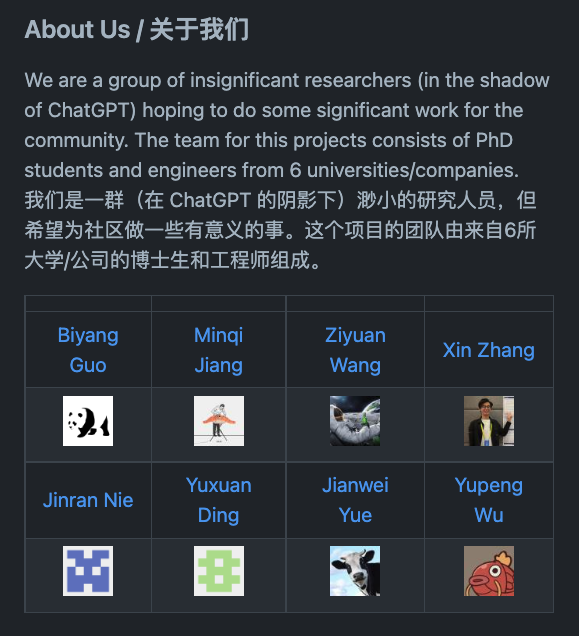 About Us / 关于我们
We are a group of insignificant researchers (in the shadow
of ChatGPT) hoping to do some significant work for the
community. The team for this projects consists of PhD
students and engineers from 6 universities/companies.
我们是一群（在 ChatGPT 的阴影下）渺小的研究人员，但
希望为社区做一些有意义的事。这个项目的团队由来自6所
大学/公司的博士生和工程师组成。
Biyang
Guo
Minqi
Jiang
Ziyuan
Wang
Xin Zhang
Jinran Nie
Yuxuan
Ding
Jianwei
Yue
Yupeng
Wu